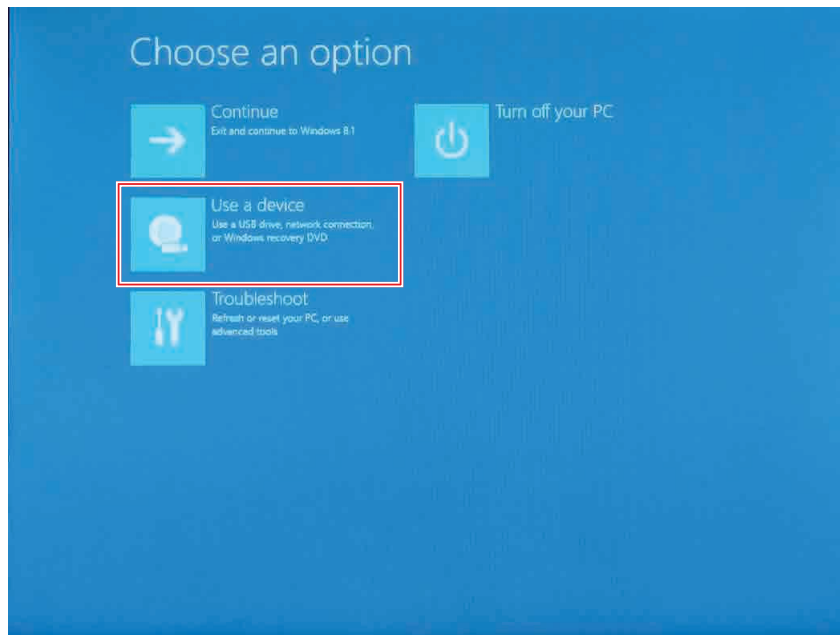 Choose an option
Continue
Exit and continue to Windows 8.1
Turn off your PC
Use a device
Use a USB drive, network connection,
or Windows recovery DVD
Troubleshoot
Refresh or reset your PC, or use
advanced tools